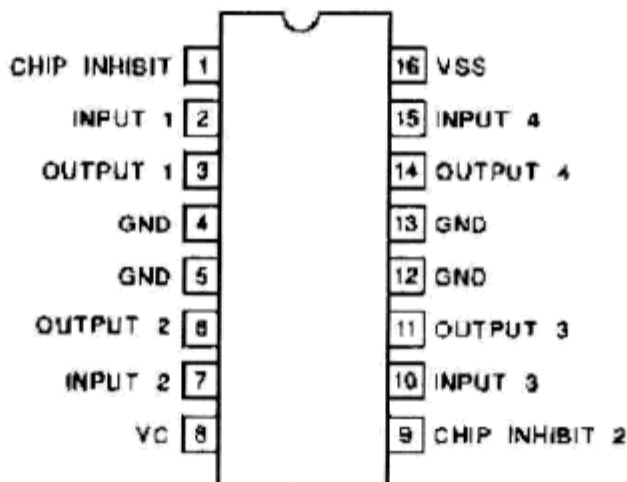 CHIP INHIBIT 1 16 VSS
INPUT 1 2 15 INPUT 4
OUTPUT 1 3 14 OUTPUT 4
GND 4 13 GND
GND 5 12 GND
OUTPUT 2 6 11 OUTPUT 3
INPUT 2 7 10 INPUT 3
VC 8 9 CHIP INHIBIT 2